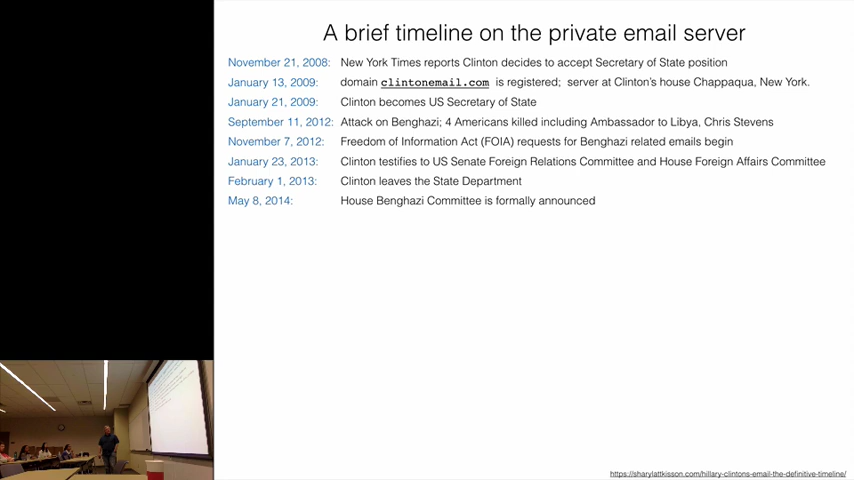 A brief timeline on the private email server
November 21, 2008: New York Times reports Clinton decides to accept Secretary of State position
January 13, 2009: domain clintonemail.com is registered; server at Clinton's house Chappaqua, New York.
January 21, 2009: Clinton becomes US Secretary of State
September 11, 2012: Attack on Benghazi; 4 Americans killed including Ambassador to Libya, Chris Stevens
November 7, 2012: Freedom of Information Act (FOIA) requests for Benghazi related emails begin
January 23, 2013: Clinton testifies to US Senate Foreign Relations Committee and House Foreign Affairs Committee
February 1, 2013: Clinton leaves the State Department
May 8, 2014: House Benghazi Committee is formally announced
https://sharylattkisson.com/hillary-clintons-email-the-definitive-timeline/